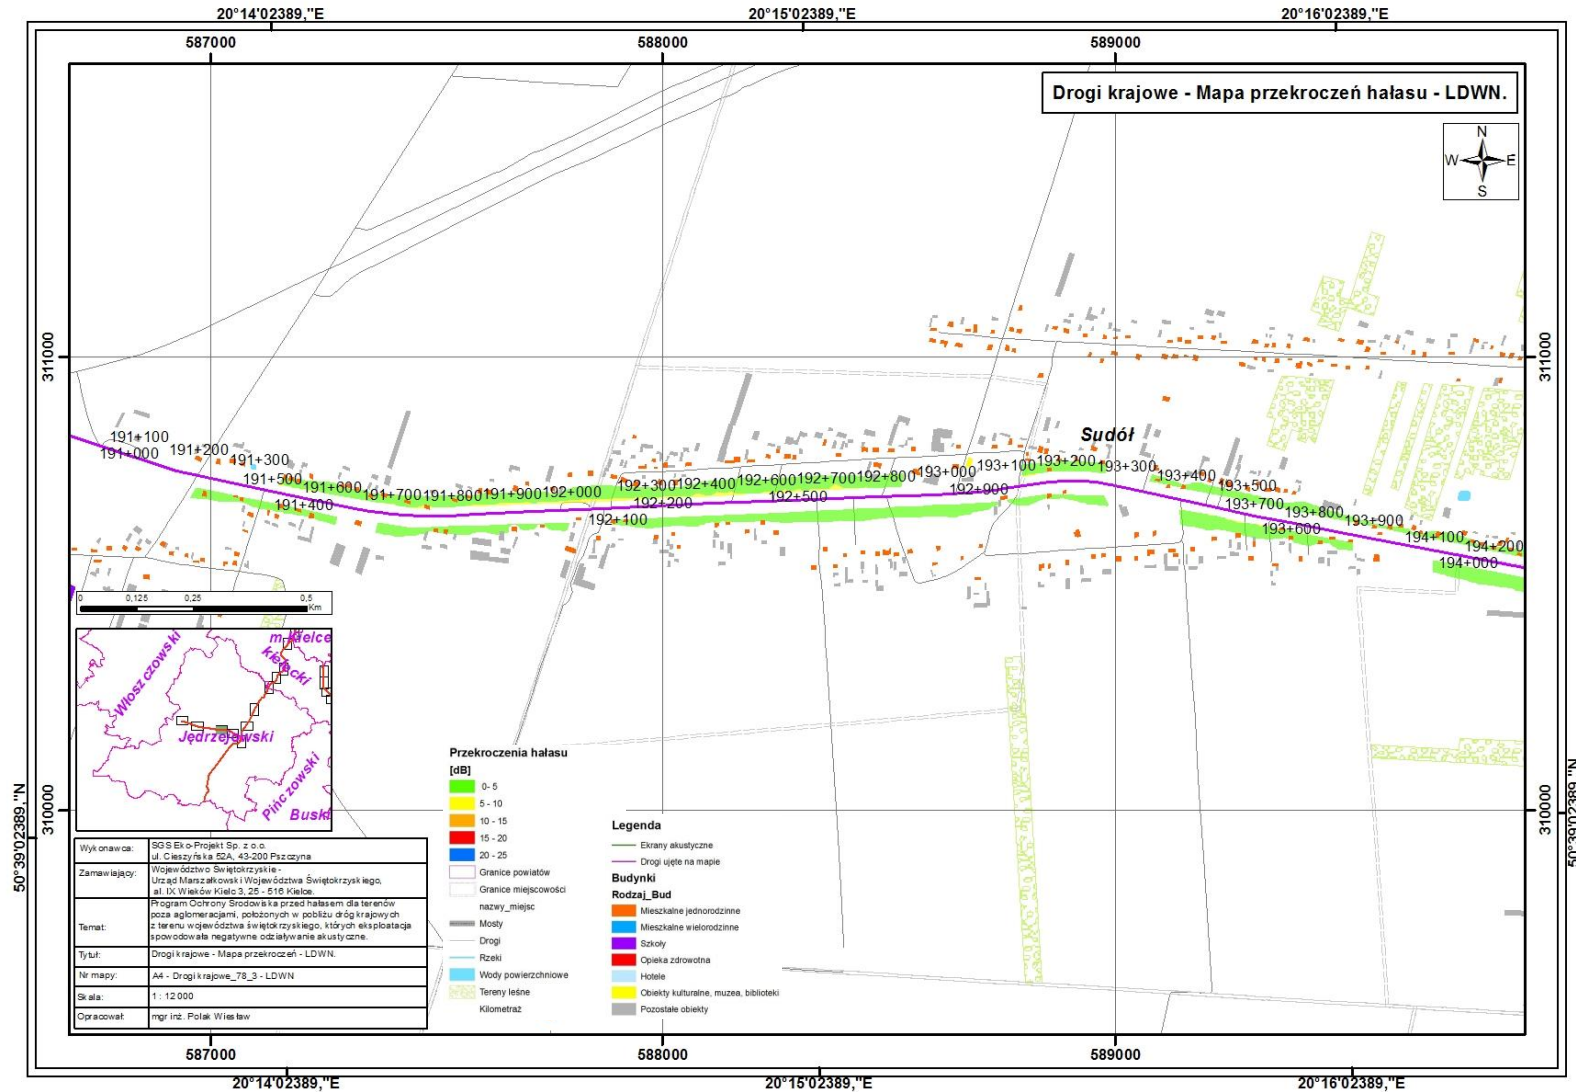 20°14'02389,"E 20°15'02389,"E 20°16'02389,"E
587000 588000 589000
Drogi krajowe - Mapa przekroczeń hałasu - LDWN.
N
W E
S
311000 311000
Sudół
191+100
191+000
191+200
191+300
191+500
191+400
191+600
191+700
191+800
191+900
192+000
192+100
192+300
192+200
192+400
192+600
192+500
192+700
192+800
193+000
192+900
193+100
193+200
193+300
193+400
193+500
193+700
193+600
193+800
193+900
194+100
194+000
194+200
0 0,125 0,25 0,5
Km
m. Kielce
kielecki
Włoszczowski
Jędrzejowski
Pińczowski
Buski
310000 310000
50°39'02389,"N 50°39'02389,"N
Przekroczenia hałasu
[dB]
0- 5
5 - 10
10 - 15
15 - 20
20 - 25
Granice powiatów
Granice miejscowości
nazwy_miejsc
Mosty
Drogi
Rzeki
Wody powierzchniowe
Tereny leśne
Kilometraż
Legenda
Ekrany akustyczne
Drogi ujęte na mapie
Budynki
Rodzaj_Bud
Mieszkalne jednorodzinne
Mieszkalne wielorodzinne
Szkoły
Opieka zdrowotna
Hotele
Obiekty kulturalne, muzea, biblioteki
Pozostałe obiekty
Wykonawca: SGS Eko-Projekt Sp. z o.o.
ul. Cieszyńska 52A, 43-200 Pszczyna
Zamawiający: Województwo Świętokrzyskie -
Urząd Marszałkowski Województwa Świętokrzyskiego,
al. IX Wieków Kielc 3, 25 - 516 Kielce.
Temat: Program Ochrony Środowiska przed hałasem dla terenów
poza aglomeracjami, położonych w pobliżu dróg krajowych
z terenu województwa świętokrzyskiego, których eksploatacja
spowodowała negatywne odziaływanie akustyczne.
Tytuł: Drogi krajowe - Mapa przekroczeń - LDWN.
Nr mapy: A4 - Drogi krajowe_78_3 - LDWN
Skala: 1 : 12 000
Opracował: mgr inż. Polak Wiesław
587000 588000 589000
20°14'02389,"E 20°15'02389,"E 20°16'02389,"E